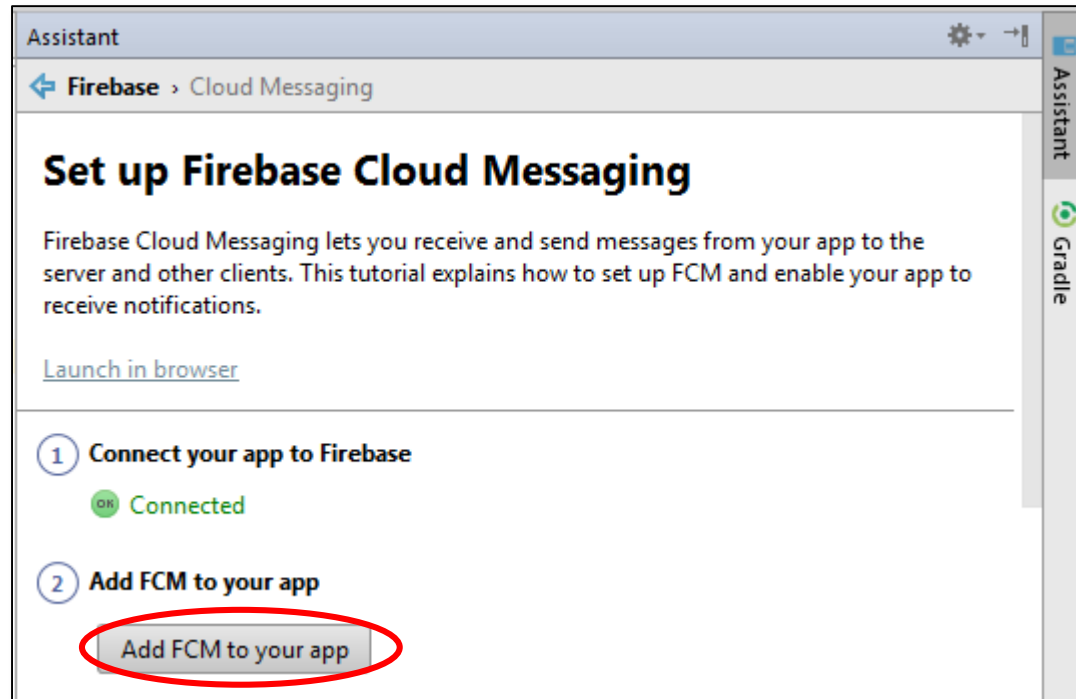 Assistant
Firebase › Cloud Messaging
Set up Firebase Cloud Messaging
Firebase Cloud Messaging lets you receive and send messages from your app to the
server and other clients. This tutorial explains how to set up FCM and enable your app to
receive notifications.
Launch in browser
1 Connect your app to Firebase
OK Connected
2 Add FCM to your app
Add FCM to your app
Assistant
Gradle